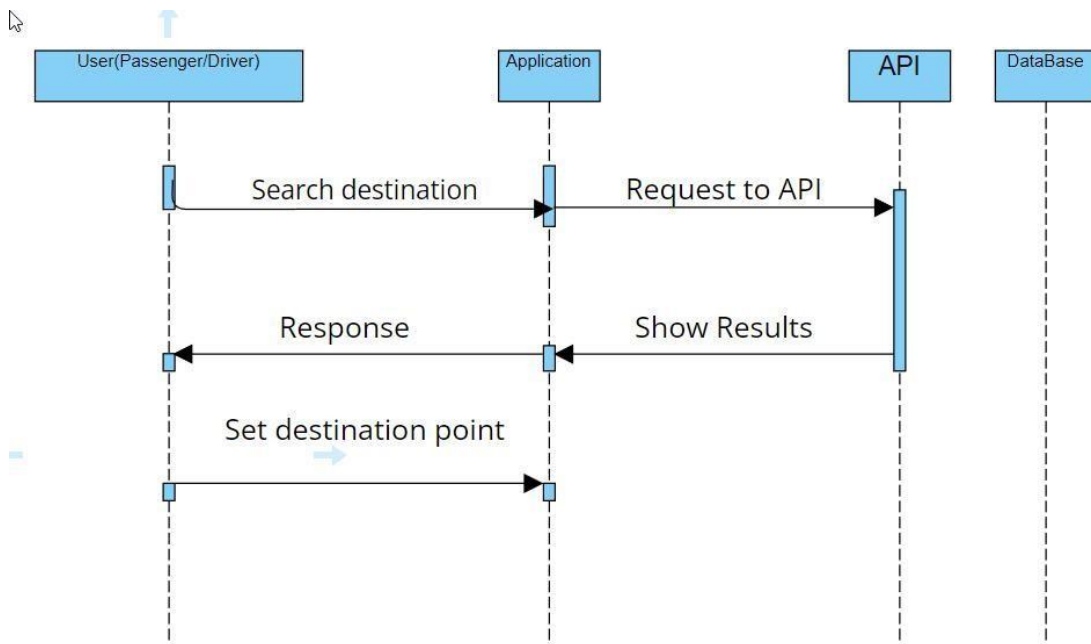 User(Passenger/Driver)
Application
API
DataBase
Search destination
Request to API
Response
Show Results
Set destination point